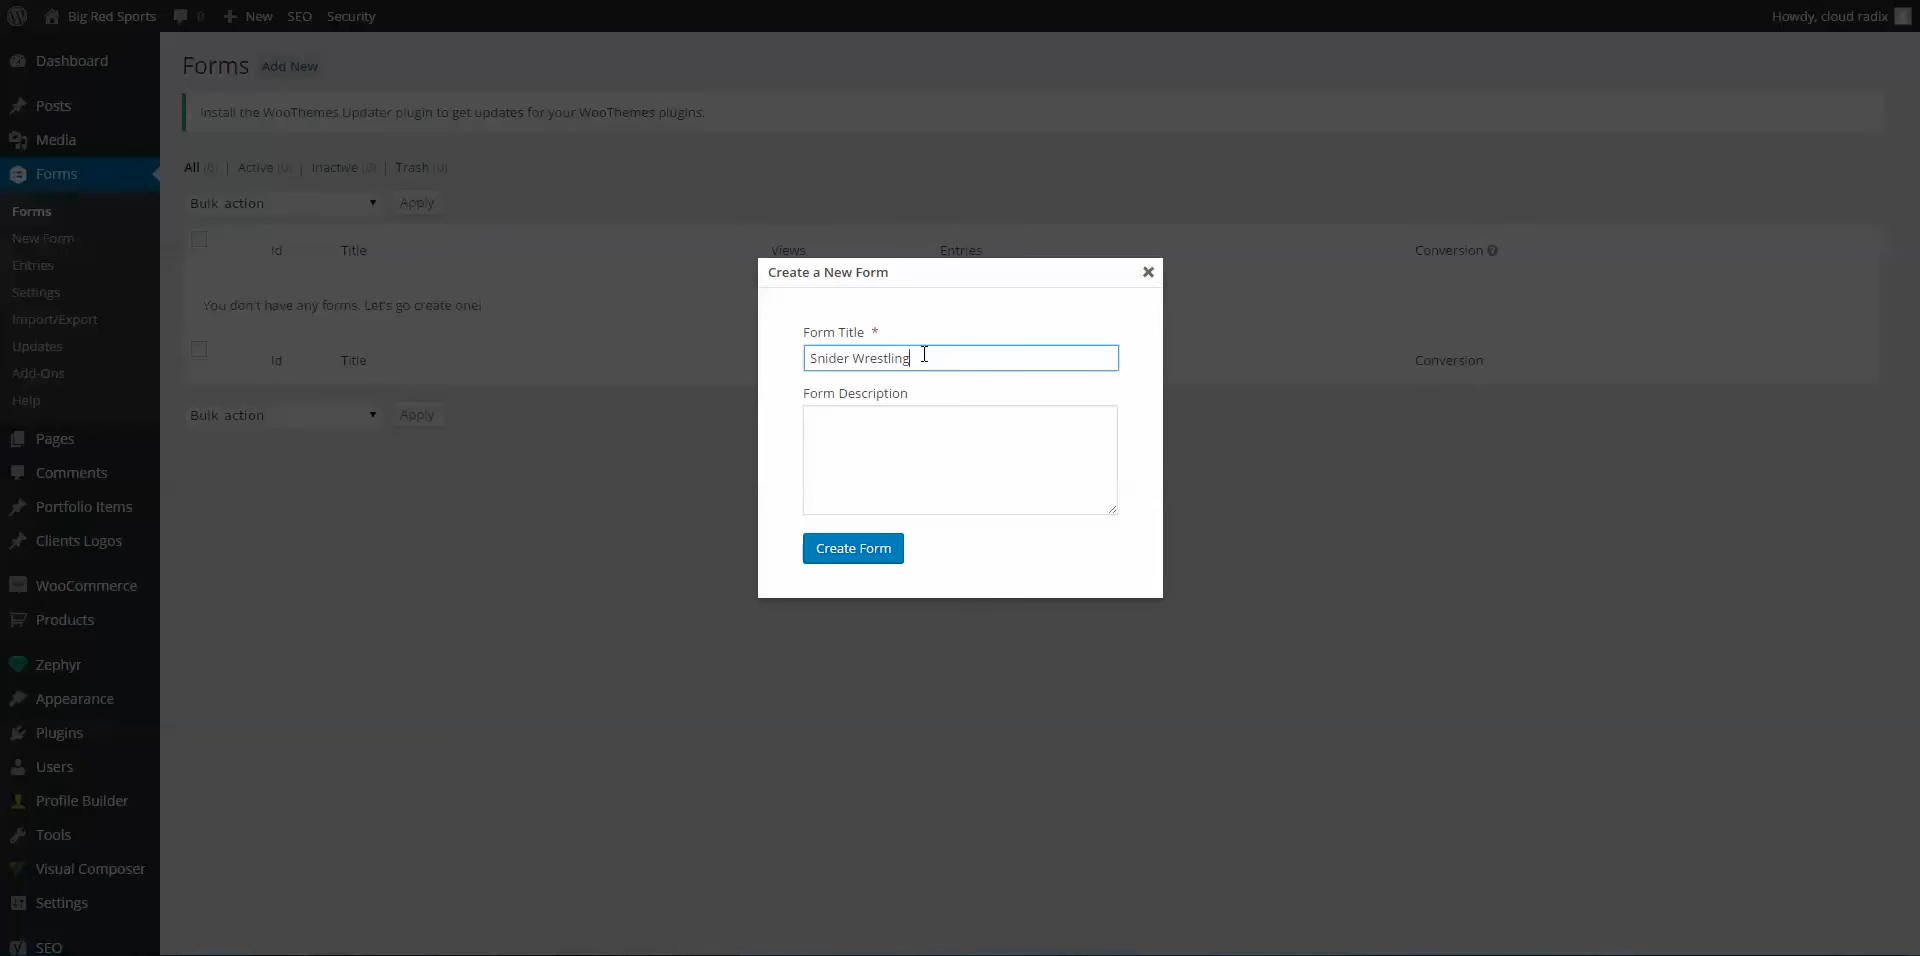 Big Red Sports 0 New SEO Security Howdy, cloud radix
Dashboard
Posts
Media
Forms
Forms
New Form
Entries
Settings
Import/Export
Updates
Add-Ons
Help
Pages
Comments
Portfolio Items
Clients Logos
WooCommerce
Products
Zephyr
Appearance
Plugins
Users
Profile Builder
Tools
Visual Composer
Settings
SEO
Forms Add New
Install the WooThemes Updater plugin to get updates for your WooThemes plugins.
All (0) | Active (0) | Inactive (0) | Trash (0)
Bulk action Apply
Id Title Views Entries Conversion
You don't have any forms. Let's go create one!
Id Title Conversion
Bulk action Apply
Create a New Form
Form Title *
Snider Wrestling
Form Description
Create Form